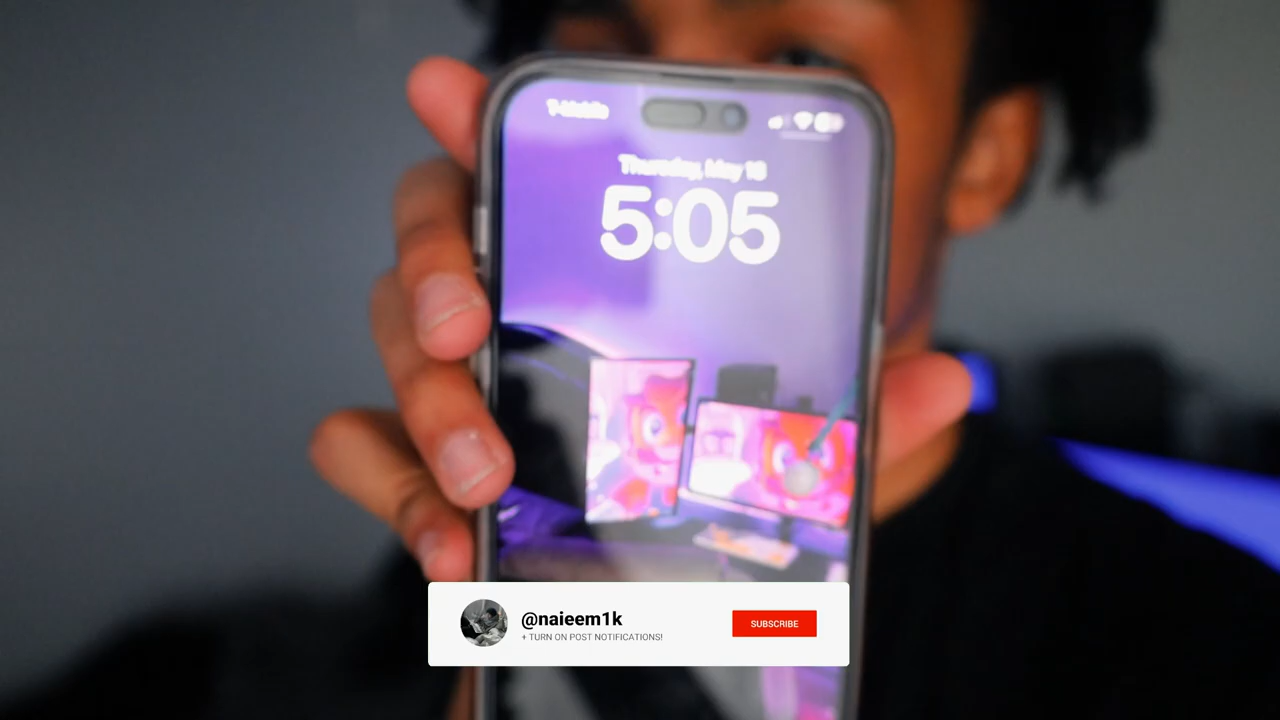 T-Mobile
Thursday, May 18
5:05
@naieem1k
+ TURN ON POST NOTIFICATIONS!
SUBSCRIBE